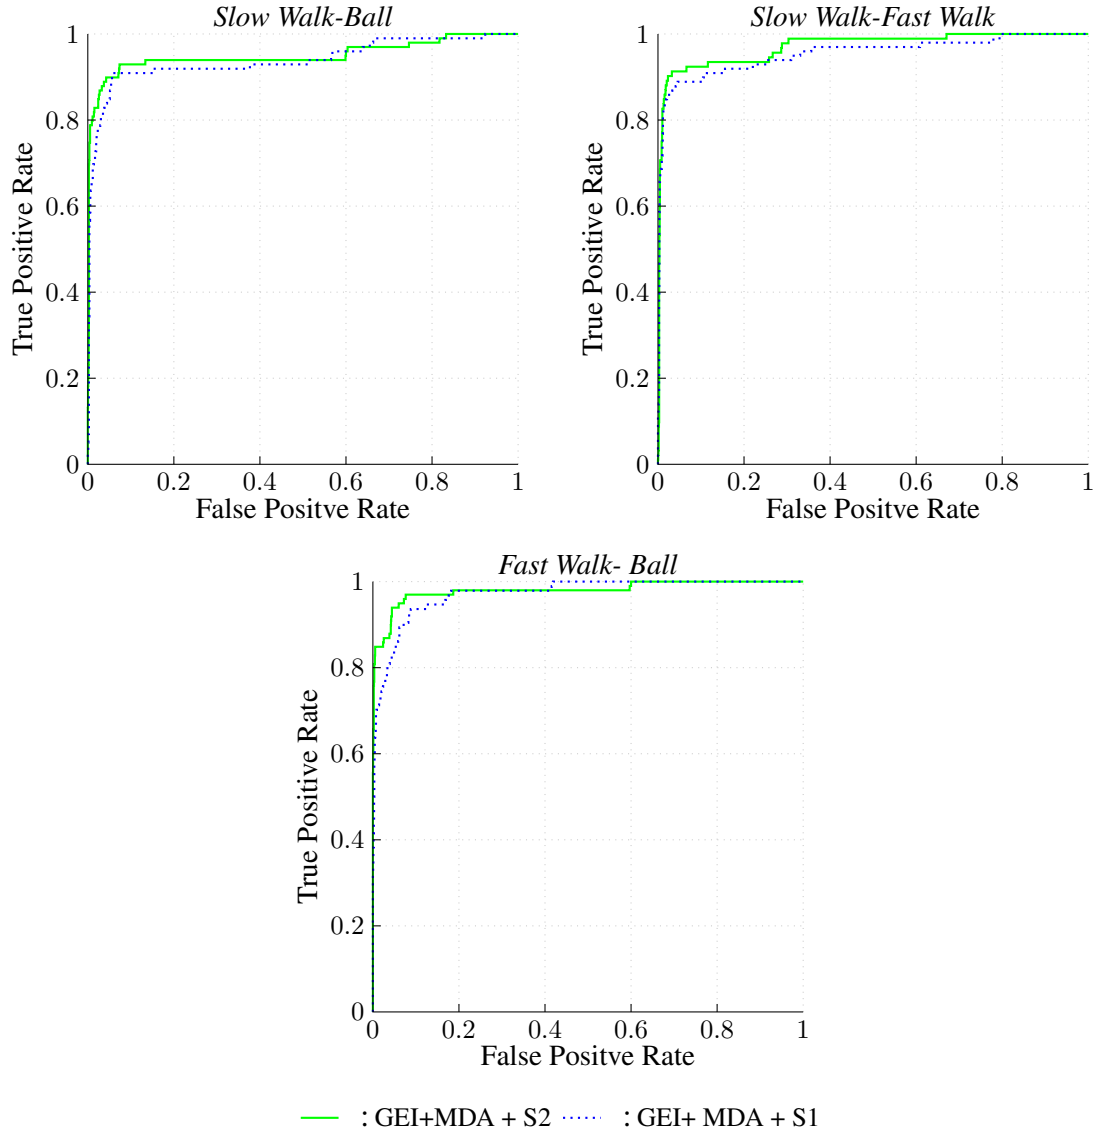 Slow Walk-Ball
1
0.8
0.6
0.4
0.2
0
0 0.2 0.4 0.6 0.8 1
True Positive Rate
False Positve Rate
Slow Walk-Fast Walk
1
0.8
0.6
0.4
0.2
0
0 0.2 0.4 0.6 0.8 1
True Positive Rate
False Positve Rate
Fast Walk- Ball
1
0.8
0.6
0.4
0.2
0
0 0.2 0.4 0.6 0.8 1
True Positive Rate
False Positve Rate
: GEI+MDA + S2 : GEI+ MDA + S1